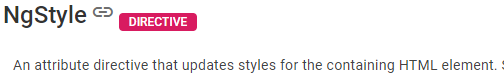 NgStyle DIRECTIVE
An attribute directive that updates styles for the containing HTML element.